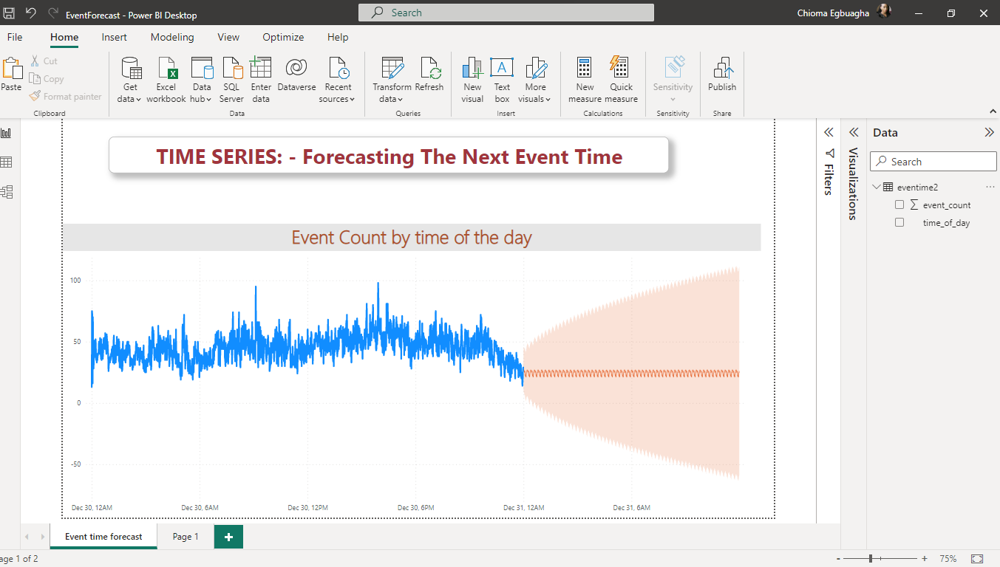 EventForecast - Power BI Desktop
Search
Chioma Egbuagha
File Home Insert Modeling View Optimize Help
Paste
Cut
Copy
Format painter
Clipboard
Get data
Excel workbook
Data hub
SQL Server
Enter data
Dataverse
Recent sources
Data
Transform data
Refresh
Queries
New visual
Text box
More visuals
Insert
New measure
Quick measure
Calculations
Sensitivity
Sensitivity
Publish
Share
TIME SERIES: - Forecasting The Next Event Time
Event Count by time of the day
100
50
0
-50
Dec 30, 12AM
Dec 30, 6AM
Dec 30, 12PM
Dec 30, 6PM
Dec 31, 12AM
Dec 31, 6AM
Filters
Visualizations
Data
Search
eventime2
event_count
time_of_day
Event time forecast
Page 1
age 1 of 2
75%